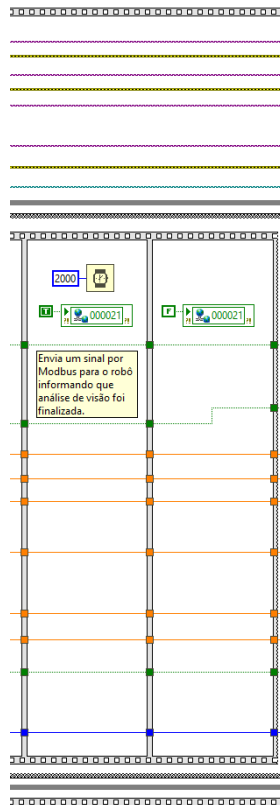 2000
T
000021
F
000021
Envia um sinal por
Modbus para o robô
informando que
análise de visão foi
finalizada.